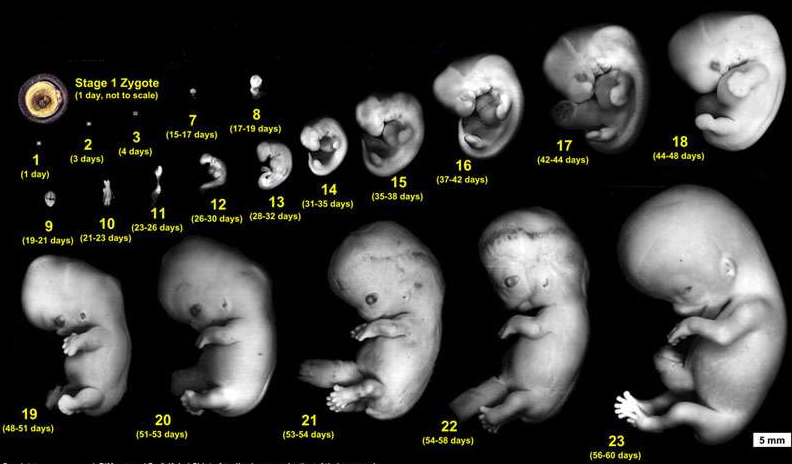 Stage 1 Zygote
(1 day, not to scale)
1
(1 day)
2
(3 days)
3
(4 days)
7
(15-17 days)
8
(17-19 days)
9
(19-21 days)
10
(21-23 days)
11
(23-26 days)
12
(26-30 days)
13
(28-32 days)
14
(31-35 days)
15
(35-38 days)
16
(37-42 days)
17
(42-44 days)
18
(44-48 days)
19
(48-51 days)
20
(51-53 days)
21
(53-54 days)
22
(54-58 days)
23
(56-60 days)
5 mm